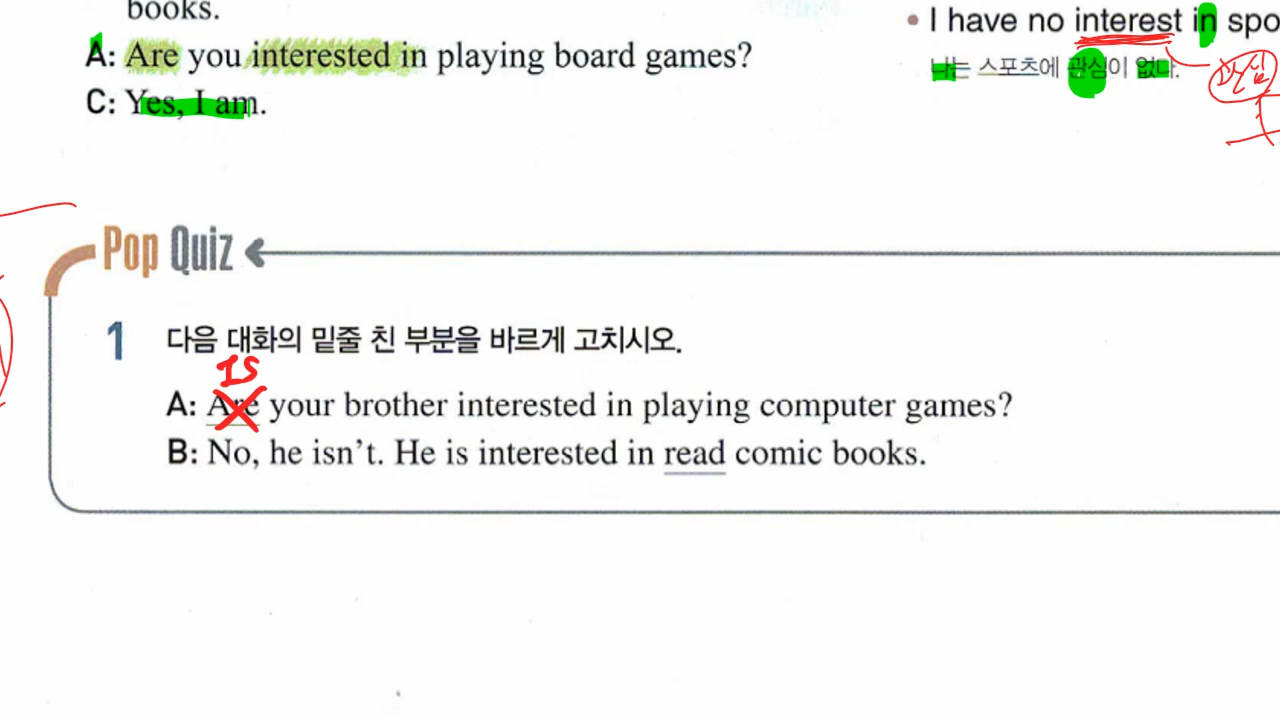 books.
A: Are you interested in playing board games?
C: Yes, I am.
• I have no interest in spo
나는 스포츠에 관심이 없다.
관심
Pop Quiz
1 다음 대화의 밑줄 친 부분을 바르게 고치시오.
IS
A: Are your brother interested in playing computer games?
B: No, he isn't. He is interested in read comic books.